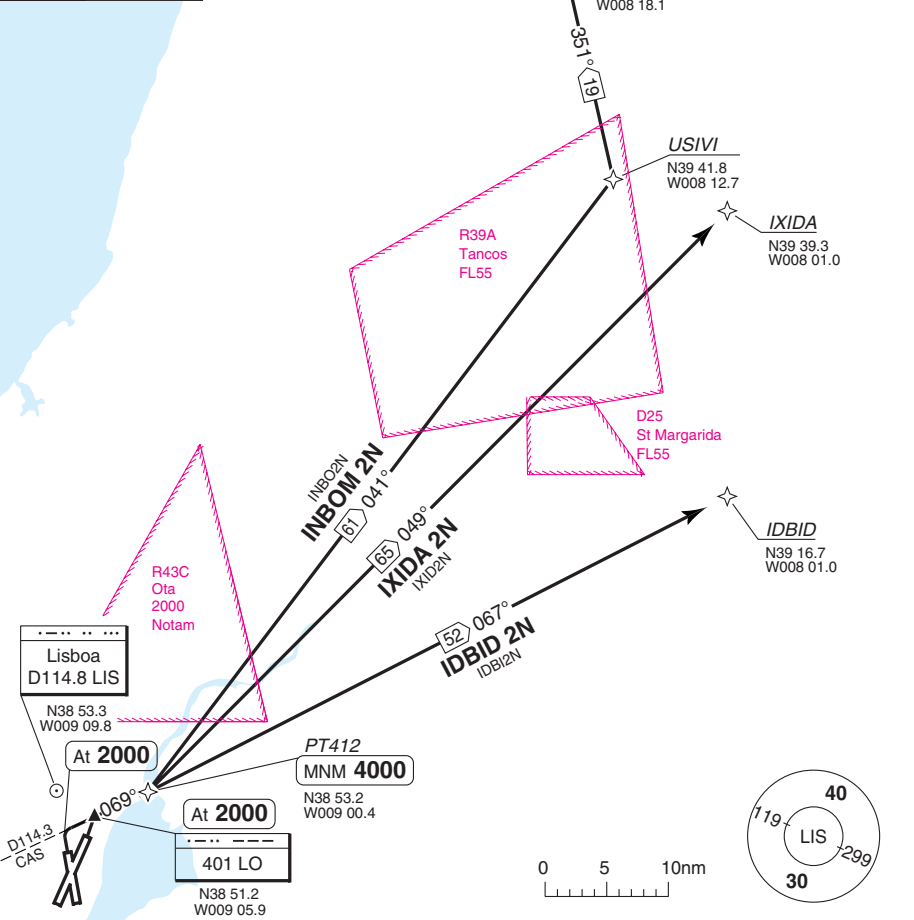 W008 18.1
351°
19
USIVI
N39 41.8
W008 12.7
IXIDA
N39 39.3
W008 01.0
R39A
Tancos
FL55
D25
St Margarida
FL55
INBO2N
INBOM 2N
61 041°
65 049°
IXIDA 2N
IXID2N
IDBID
N39 16.7
W008 01.0
R43C
Ota
2000
Notam
52 067°
IDBID 2N
IDBI2N
Lisboa
D114.8 LIS
N38 53.3
W009 09.8
At 2000
PT412
MNM 4000
N38 53.2
W009 00.4
069°
At 2000
D114.3
CAS
401 LO
N38 51.2
W009 05.9
0 5 10nm
40
119
LIS
299
30